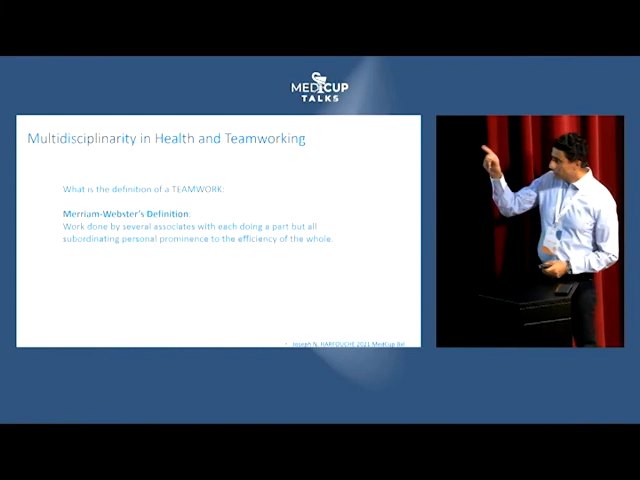 MEDICUP
TALKS
Multidisciplinarity in Health and Teamworking
What is the definition of a TEAMWORK:
Merriam-Webster's Definition:
Work done by several associates with each doing a part but all
subordinating personal prominence to the efficiency of the whole.
Joseph N. HARFOUCHE 2021 MedCup Bei